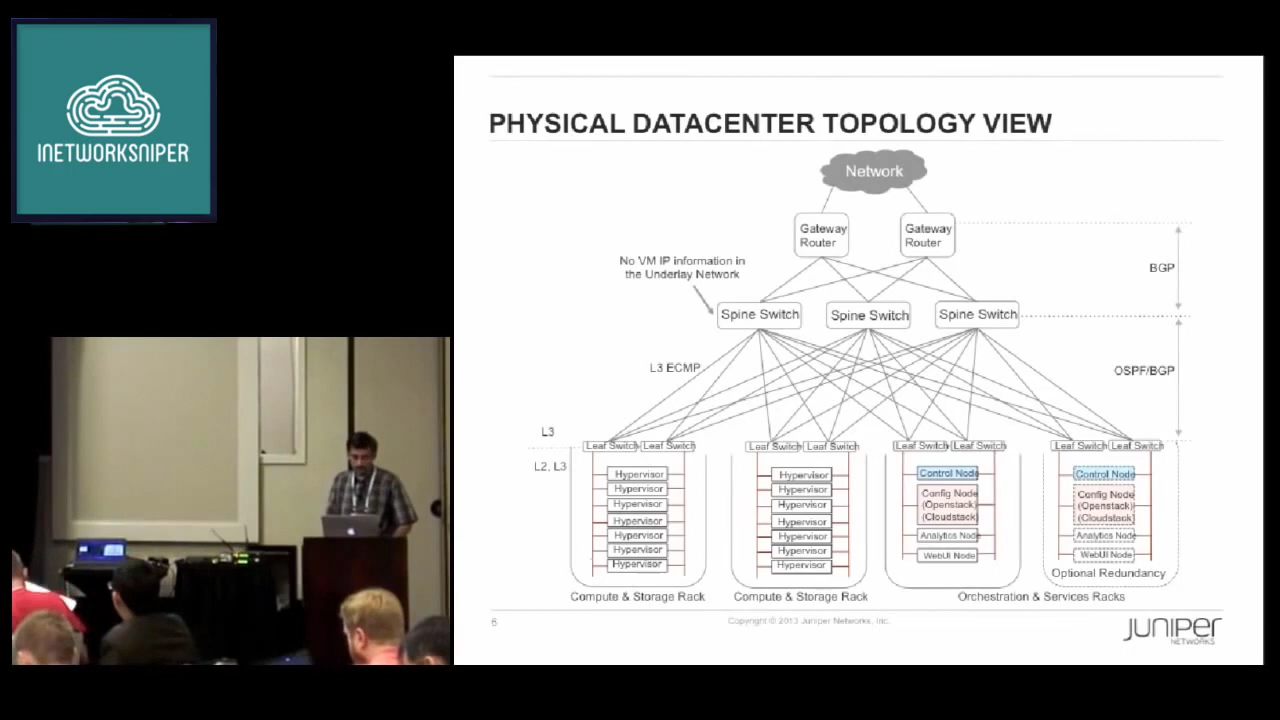 INETWORKSNIPER
PHYSICAL DATACENTER TOPOLOGY VIEW
Network
Gateway
Router
Gateway
Router
No VM IP information in
the Underlay Network
BGP
Spine Switch
Spine Switch
Spine Switch
L3 ECMP
OSPF/BGP
L3
L2, L3
Leaf Switch
Leaf Switch
Leaf Switch
Leaf Switch
Leaf Switch
Leaf Switch
Leaf Switch
Leaf Switch
Hypervisor
Hypervisor
Hypervisor
Hypervisor
Hypervisor
Hypervisor
Hypervisor
Compute & Storage Rack
Hypervisor
Hypervisor
Hypervisor
Hypervisor
Hypervisor
Hypervisor
Hypervisor
Compute & Storage Rack
Control Node
Config Node
(Openstack)
(Cloudstack)
Analytics Node
WebUI Node
Control Node
Config Node
(Openstack)
(Cloudstack)
Analytics Node
WebUI Node
Optional Redundancy
Orchestration & Services Racks
6
Copyright © 2013 Juniper Networks, Inc.
JUNIPER
NETWORKS